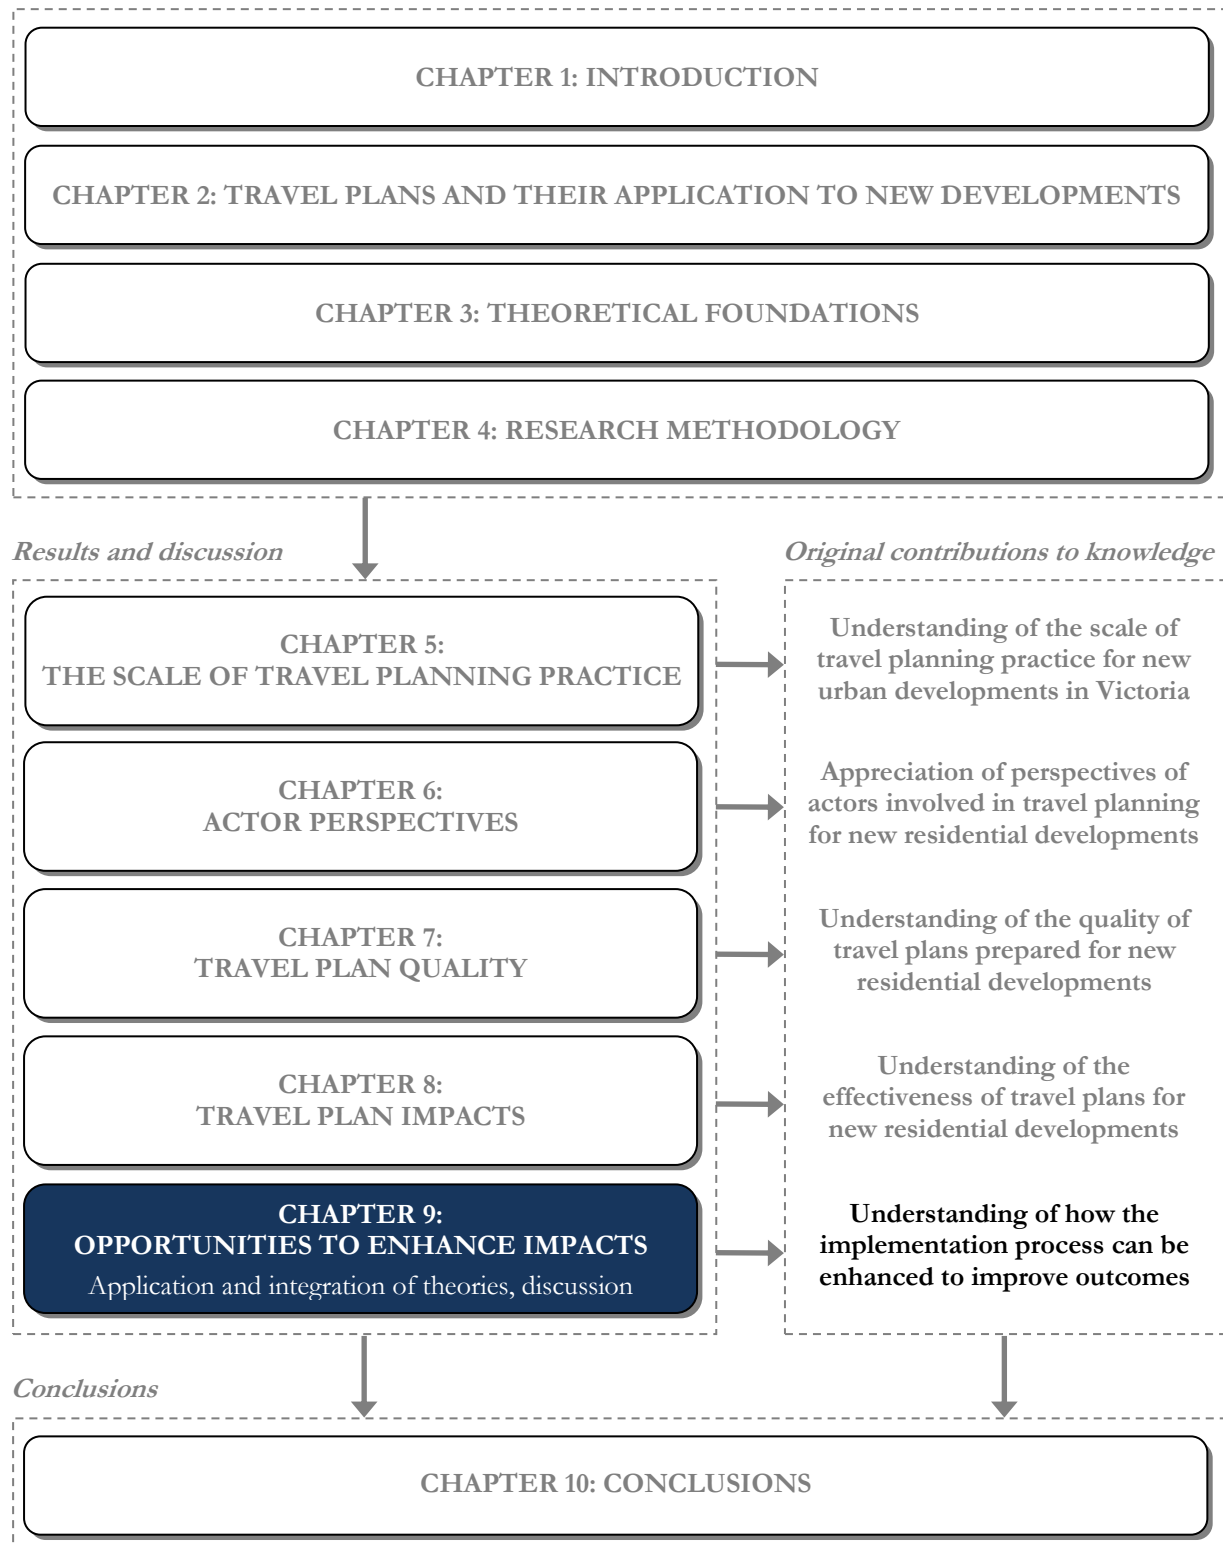 CHAPTER 1: INTRODUCTION
CHAPTER 2: TRAVEL PLANS AND THEIR APPLICATION TO NEW DEVELOPMENTS
CHAPTER 3: THEORETICAL FOUNDATIONS
CHAPTER 4: RESEARCH METHODOLOGY
Results and discussion
Original contributions to knowledge
CHAPTER 5:
THE SCALE OF TRAVEL PLANNING PRACTICE
Understanding of the scale of
travel planning practice for new
urban developments in Victoria
CHAPTER 6:
ACTOR PERSPECTIVES
Appreciation of perspectives of
actors involved in travel planning
for new residential developments
CHAPTER 7:
TRAVEL PLAN QUALITY
Understanding of the quality of
travel plans prepared for new
residential developments
CHAPTER 8:
TRAVEL PLAN IMPACTS
Understanding of the
effectiveness of travel plans for
new residential developments
CHAPTER 9:
OPPORTUNITIES TO ENHANCE IMPACTS
Application and integration of theories, discussion
Understanding of how the
implementation process can be
enhanced to improve outcomes
Conclusions
CHAPTER 10: CONCLUSIONS